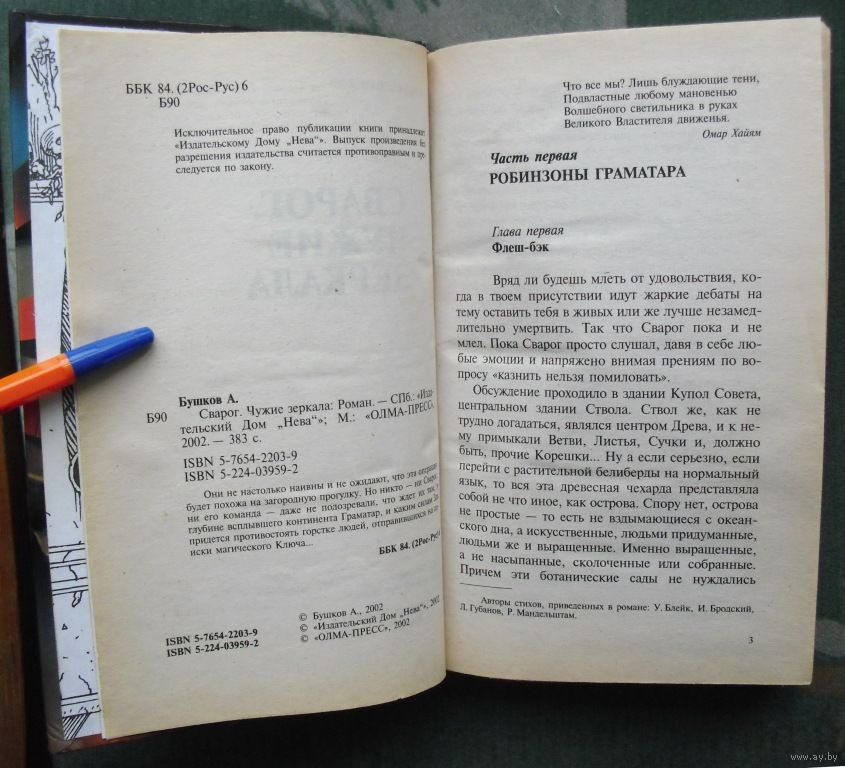 ББК 84. (2Рос-Рус) 6
Б90
Исключительное право публикации книги принадлежит
«Издательскому Дому „Нева“». Выпуск произведения без
разрешения издательства считается противоправным и пре-
следуется по закону.
Бушков А.
Б90 Сварог. Чужие зеркала: Роман. — СПб.: «Изда-
тельский Дом „Нева“»; М.: «ОЛМА-ПРЕСС»,
2002. — 383 с.
ISBN 5-7654-2203-9
ISBN 5-224-03959-2
Они не настолько наивны и не ожидают, что эта операция
будет похожа на загородную прогулку. Но никто — ни Сварог,
ни его команда — даже не подозревали, что ждет их там, в
глубине всплывшего континента Граматар, и каким силам
придется противостоять горстке людей, отправившихся на по-
иски магического Ключа...
ББК 84. (2Рос-Рус)
© Бушков А., 2002
© «Издательский Дом „Нева“», 2002
© «ОЛМА-ПРЕСС», 2002
ISBN 5-7654-2203-9
ISBN 5-224-03959-2
Что все мы? Лишь блуждающие тени,
Подвластные любому мановенью
Волшебного светильника в руках
Великого Властителя движенья.
Омар Хайям
Часть первая
РОБИНЗОНЫ ГРАМАТАРА
Глава первая
Флеш-бэк
Вряд ли будешь млеть от удовольствия, ко-
гда в твоем присутствии идут жаркие дебаты на
тему оставить тебя в живых или же лучше незамед-
лительно умертвить. Так что Сварог пока и не
млел. Пока Сварог просто слушал, давя в себе лю-
бые эмоции и напряжено внимая прениям по во-
просу «казнить нельзя помиловать».
Обсуждение проходило в здании Купол Совета,
центральном здании Ствола. Ствол же, как не
трудно догадаться, являлся центром Древа, и к не-
му примыкали Ветви, Листья, Сучки и, должно
быть, прочие Корешки... Ну а если серьезно, если
перейти с растительной белиберды на нормальный
язык, то вся эта древесная чехарда представляла
собой не что иное, как острова. Спору нет, острова
не простые — то есть не вздымающиеся с океан-
ского дна, а искусственные, людьми придуманные,
людьми же и выращенные. Именно выращенные,
а не насыпанные, сколоченные или собранные.
Причем эти ботанические сады не нуждались
Авторы стихов, приведенных в романе: У. Блейк, И. Бродский,
Л. Губанов, Р. Мандельштам.
3
www.ay.by